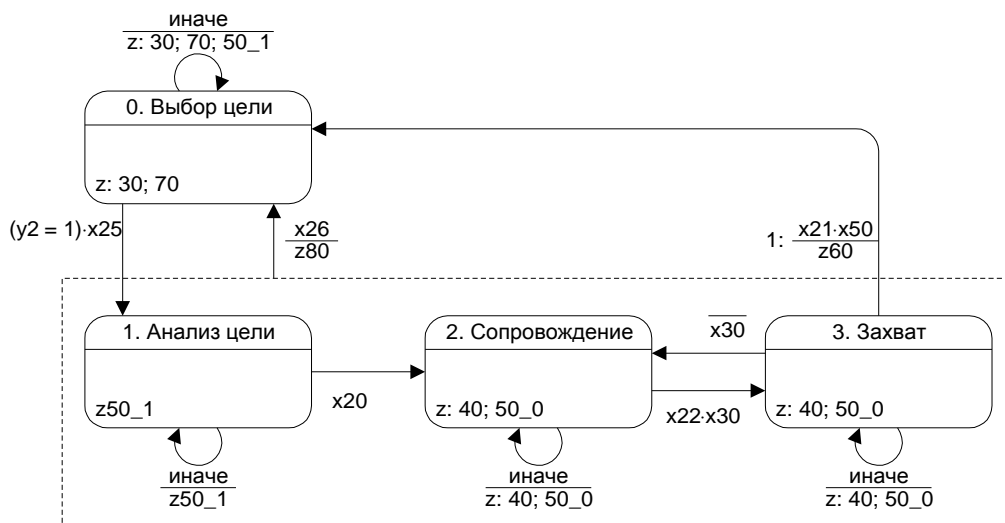 иначе
z: 30; 70; 50_1
0. Выбор цели
z: 30; 70
(y2 = 1)·x25
x26
z80
1: x21·x50
z60
1. Анализ цели
z50_1
x20
2. Сопровождение
z: 40; 50_0
x30
x22·x30
3. Захват
z: 40; 50_0
иначе
z50_1
иначе
z: 40; 50_0
иначе
z: 40; 50_0